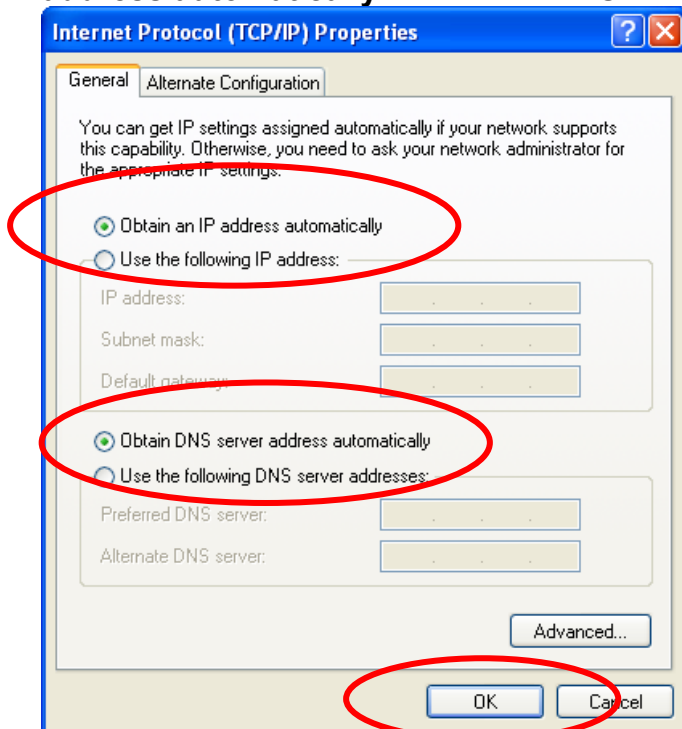 Internet Protocol (TCP/IP) Properties
General
Alternate Configuration
You can get IP settings assigned automatically if your network supports
this capability. Otherwise, you need to ask your network administrator for
the appropriate IP settings.
Obtain an IP address automatically
Use the following IP address:
IP address:
Subnet mask:
Default gateway:
Obtain DNS server address automatically
Use the following DNS server addresses:
Preferred DNS server:
Alternate DNS server:
Advanced...
OK
Cancel